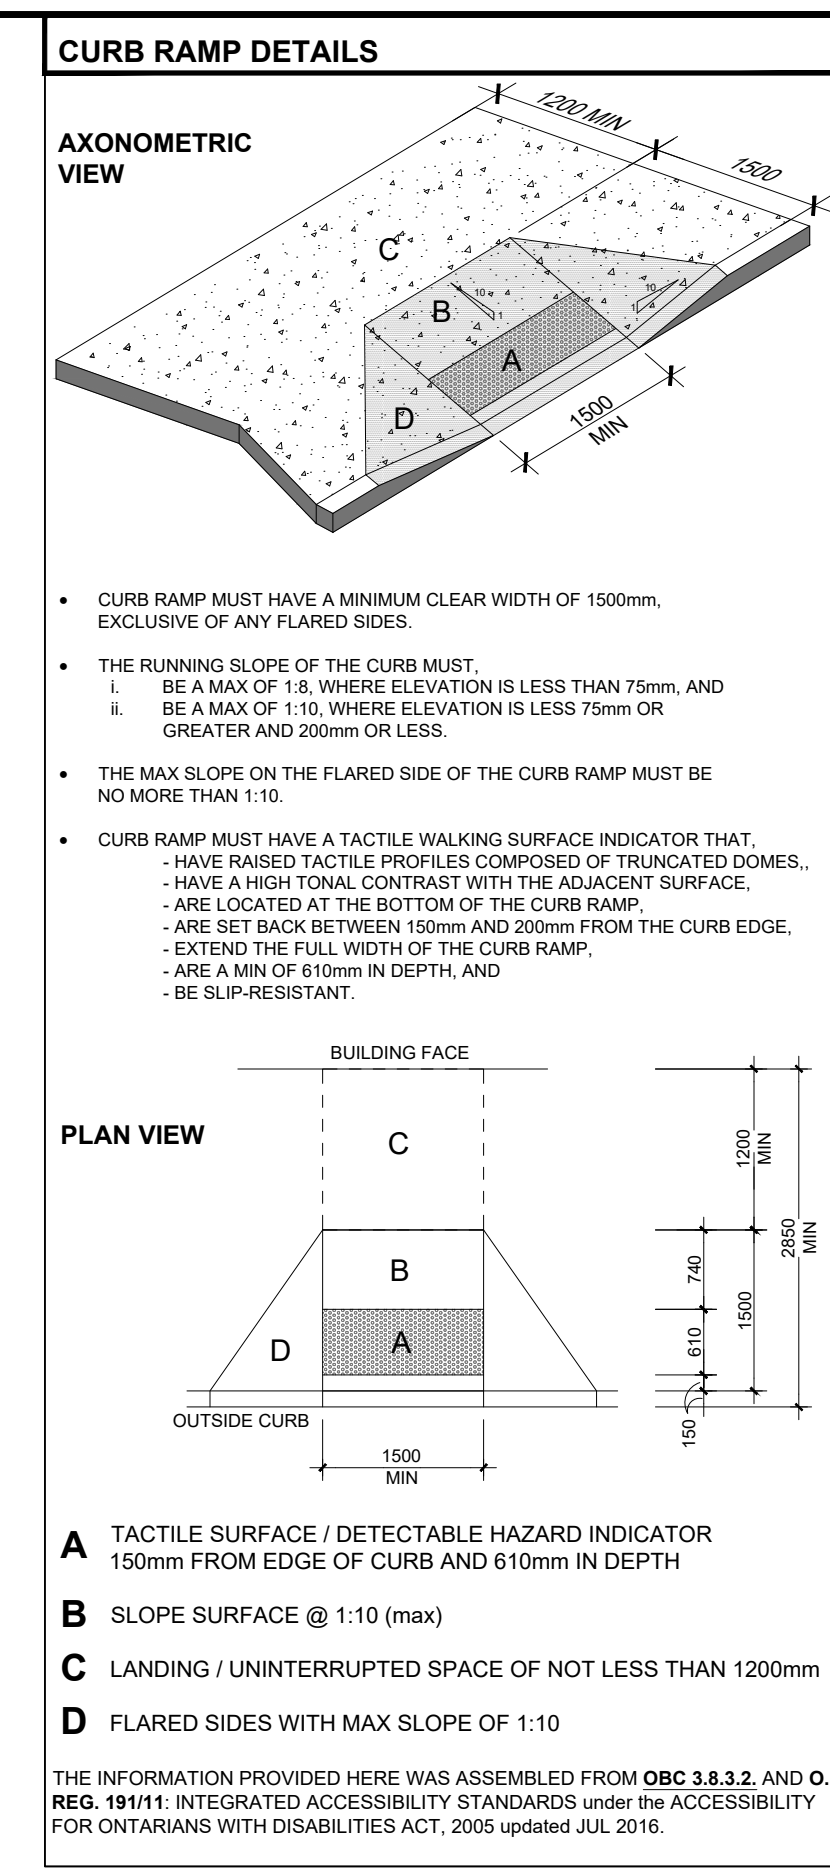 CURB RAMP DETAILS
AXONOMETRIC
VIEW
1200 MIN
1500
C
B
10
1
10
1
A
D
1500
MIN
• CURB RAMP MUST HAVE A MINIMUM CLEAR WIDTH OF 1500mm,
EXCLUSIVE OF ANY FLARED SIDES.
• THE RUNNING SLOPE OF THE CURB MUST,
i. BE A MAX OF 1:8, WHERE ELEVATION IS LESS THAN 75mm, AND
ii. BE A MAX OF 1:10, WHERE ELEVATION IS LESS 75mm OR
GREATER AND 200mm OR LESS.
• THE MAX SLOPE ON THE FLARED SIDE OF THE CURB RAMP MUST BE
NO MORE THAN 1:10.
• CURB RAMP MUST HAVE A TACTILE WALKING SURFACE INDICATOR THAT,
- HAVE RAISED TACTILE PROFILES COMPOSED OF TRUNCATED DOMES,,
- HAVE A HIGH TONAL CONTRAST WITH THE ADJACENT SURFACE,
- ARE LOCATED AT THE BOTTOM OF THE CURB RAMP,
- ARE SET BACK BETWEEN 150mm AND 200mm FROM THE CURB EDGE,
- EXTEND THE FULL WIDTH OF THE CURB RAMP,
- ARE A MIN OF 610mm IN DEPTH, AND
- BE SLIP-RESISTANT.
BUILDING FACE
PLAN VIEW
C
1200
MIN
2850
MIN
B
740
1500
A
610
D
OUTSIDE CURB
150
1500
MIN
A TACTILE SURFACE / DETECTABLE HAZARD INDICATOR
150mm FROM EDGE OF CURB AND 610mm IN DEPTH
B SLOPE SURFACE @ 1:10 (max)
C LANDING / UNINTERRUPTED SPACE OF NOT LESS THAN 1200mm
D FLARED SIDES WITH MAX SLOPE OF 1:10
THE INFORMATION PROVIDED HERE WAS ASSEMBLED FROM OBC 3.8.3.2. AND O.
REG. 191/11: INTEGRATED ACCESSIBILITY STANDARDS under the ACCESSIBILITY
FOR ONTARIANS WITH DISABILITIES ACT, 2005 updated JUL 2016.